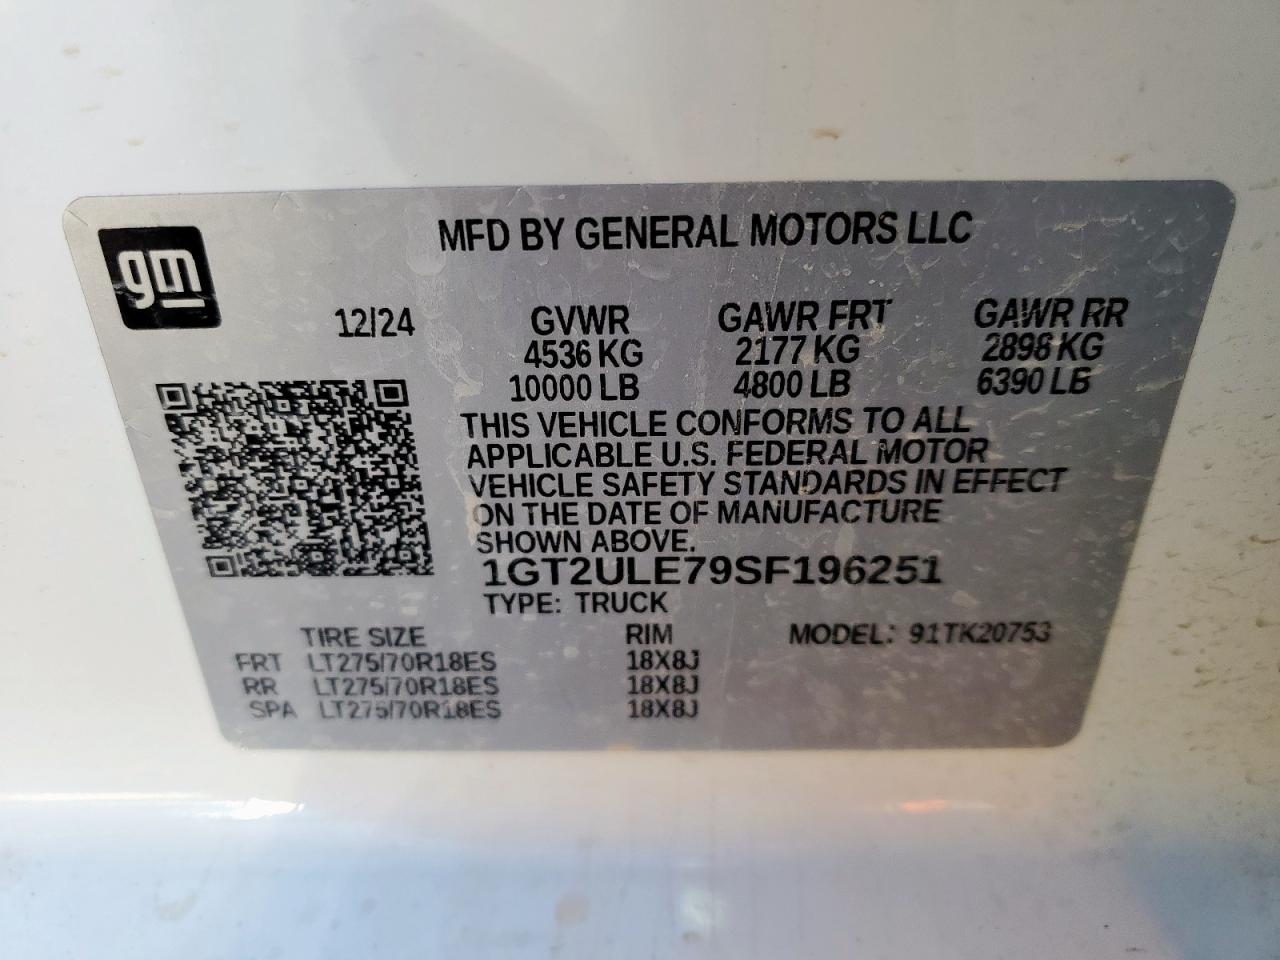 gm
MFD BY GENERAL MOTORS LLC
12/24 GVWR GAWR FRT GAWR RR
4536 KG 2177 KG 2898 KG
10000 LB 4800 LB 6390 LB
THIS VEHICLE CONFORMS TO ALL
APPLICABLE U.S. FEDERAL MOTOR
VEHICLE SAFETY STANDARDS IN EFFECT
ON THE DATE OF MANUFACTURE
SHOWN ABOVE.
1GT2ULE79SF196251
TYPE: TRUCK
TIRE SIZE RIM MODEL: 91TK20753
FRT LT275/70R18ES 18X8J
RR LT275/70R18ES 18X8J
SPA LT275/70R18ES 18X8J